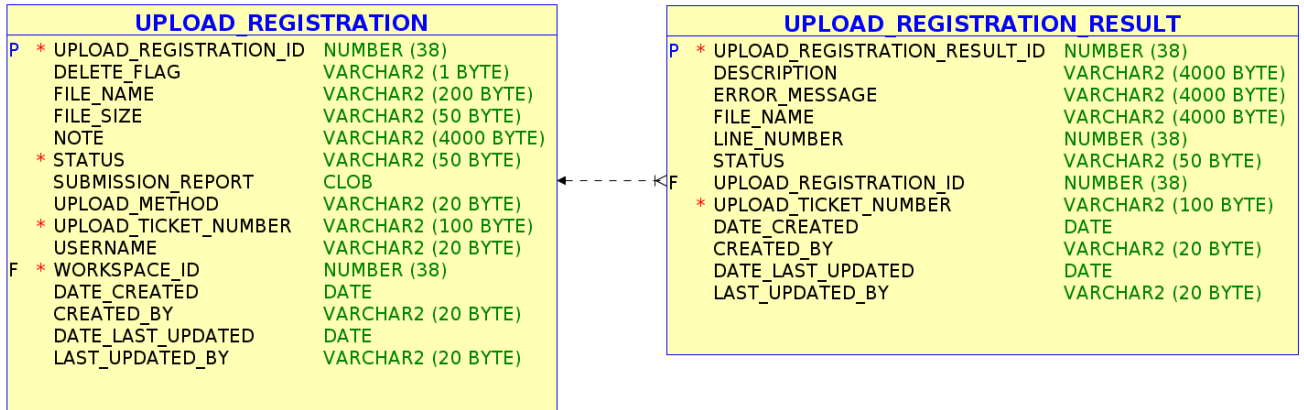 UPLOAD_REGISTRATION
P * UPLOAD_REGISTRATION_ID NUMBER (38)
DELETE_FLAG VARCHAR2 (1 BYTE)
FILE_NAME VARCHAR2 (200 BYTE)
FILE_SIZE VARCHAR2 (50 BYTE)
NOTE VARCHAR2 (4000 BYTE)
* STATUS VARCHAR2 (50 BYTE)
SUBMISSION_REPORT CLOB
UPLOAD_METHOD VARCHAR2 (20 BYTE)
* UPLOAD_TICKET_NUMBER VARCHAR2 (100 BYTE)
USERNAME VARCHAR2 (20 BYTE)
F * WORKSPACE_ID NUMBER (38)
DATE_CREATED DATE
CREATED_BY VARCHAR2 (20 BYTE)
DATE_LAST_UPDATED DATE
LAST_UPDATED_BY VARCHAR2 (20 BYTE)
UPLOAD_REGISTRATION_RESULT
P * UPLOAD_REGISTRATION_RESULT_ID NUMBER (38)
DESCRIPTION VARCHAR2 (4000 BYTE)
ERROR_MESSAGE VARCHAR2 (4000 BYTE)
FILE_NAME VARCHAR2 (4000 BYTE)
LINE_NUMBER NUMBER (38)
STATUS VARCHAR2 (50 BYTE)
F UPLOAD_REGISTRATION_ID NUMBER (38)
* UPLOAD_TICKET_NUMBER VARCHAR2 (100 BYTE)
DATE_CREATED DATE
CREATED_BY VARCHAR2 (20 BYTE)
DATE_LAST_UPDATED DATE
LAST_UPDATED_BY VARCHAR2 (20 BYTE)